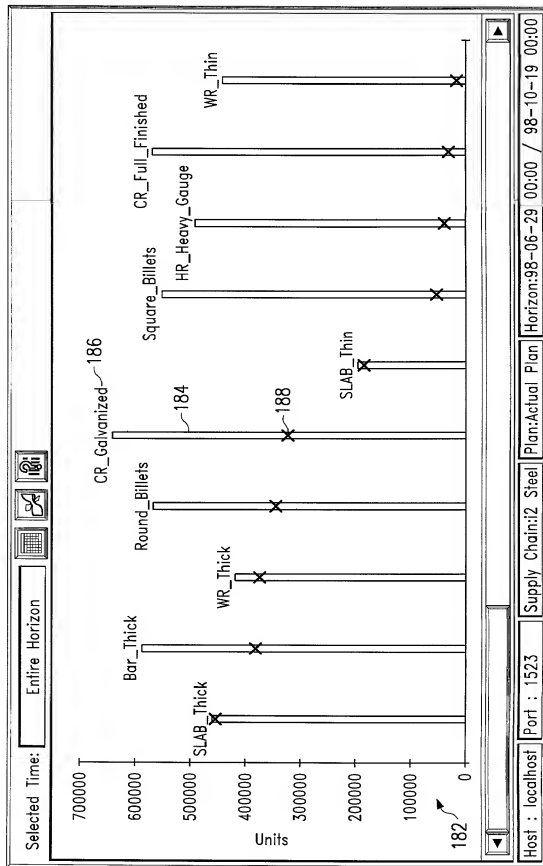 Selected Time:
Entire Horizon
700000
600000
500000
400000
300000
200000
100000
0
Units
SLAB_Thick
Bar_Thick
WR_Thick
Round_Billets
CR_Galvanized
186
184
188
SLAB_Thin
Square_Billets
HR_Heavy_Gauge
CR_Full_Finished
WR_Thin
182
Host : localhost
Port : 1523
Supply Chain:i2 Steel
Plan:Actual Plan
Horizon:98-06-29 00:00 / 98-10-19 00:00